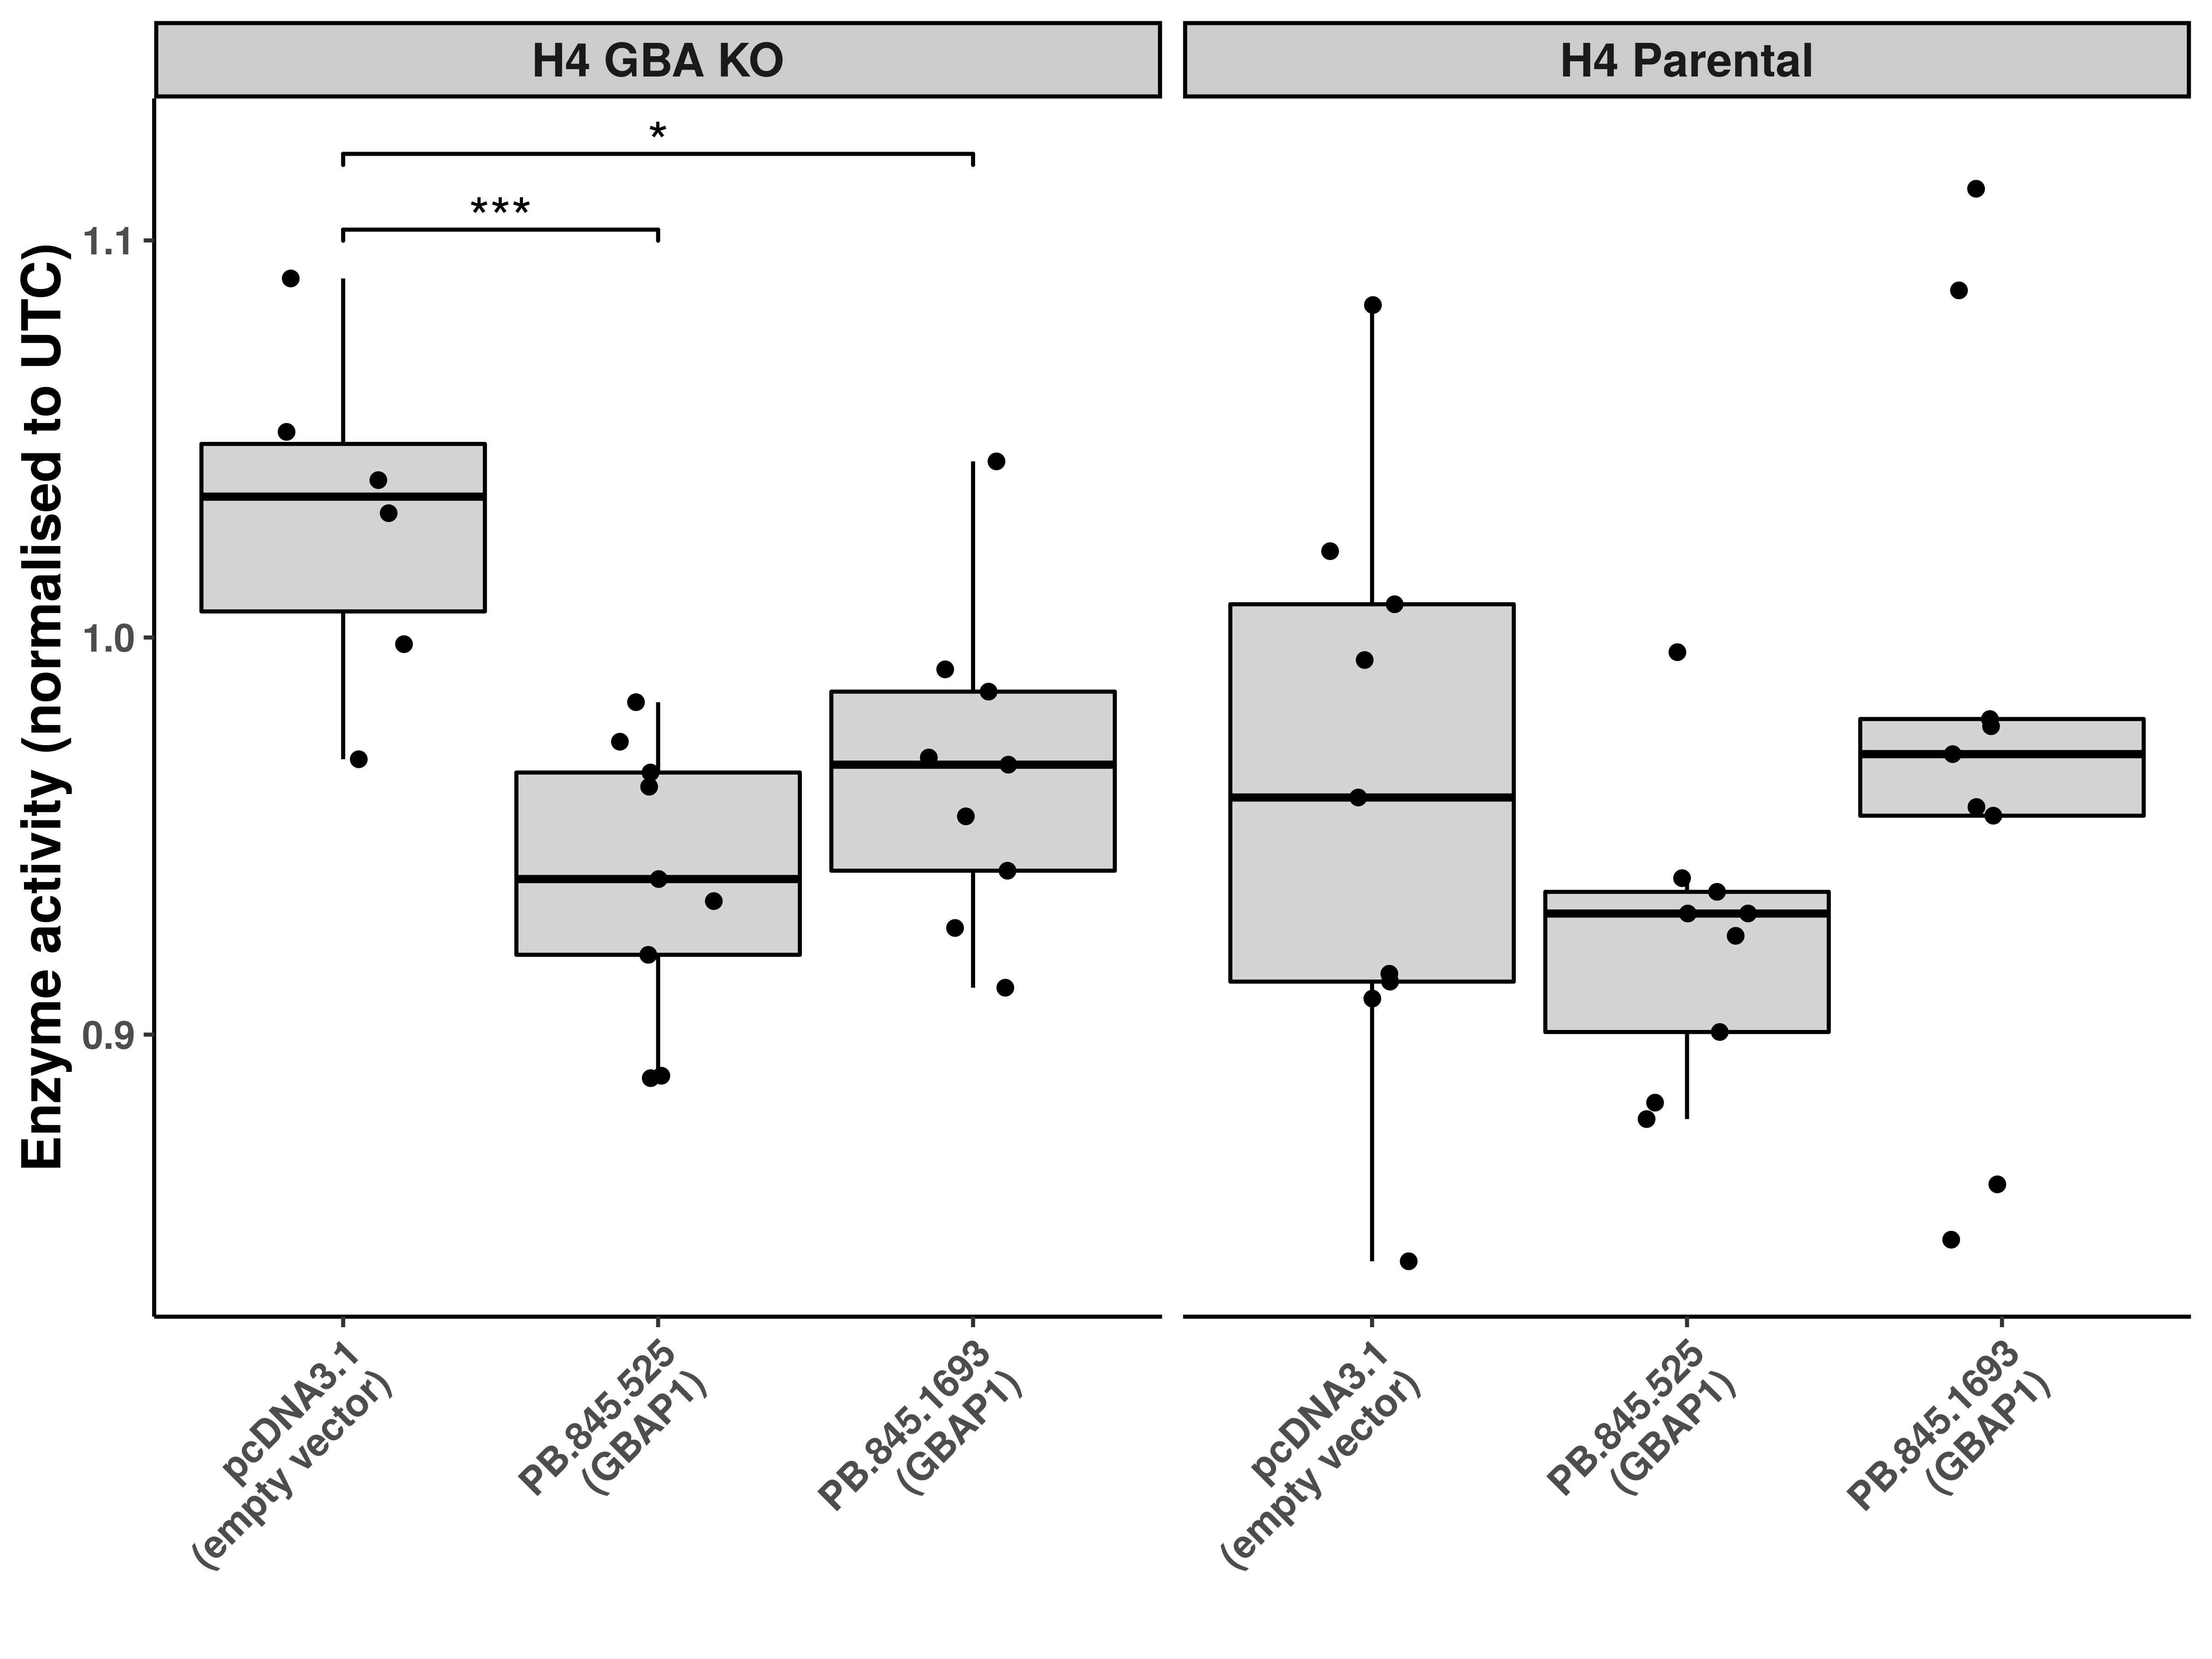 H4 GBA KO
H4 Parental
*
***
Enzyme activity (normalised to UTC)
1.1
1.0
0.9
pcDNA3.1
(empty vector)
PB.845.525
(GBAP1)
PB.845.1693
(GBAP1)
pcDNA3.1
(empty vector)
PB.845.525
(GBAP1)
PB.845.1693
(GBAP1)